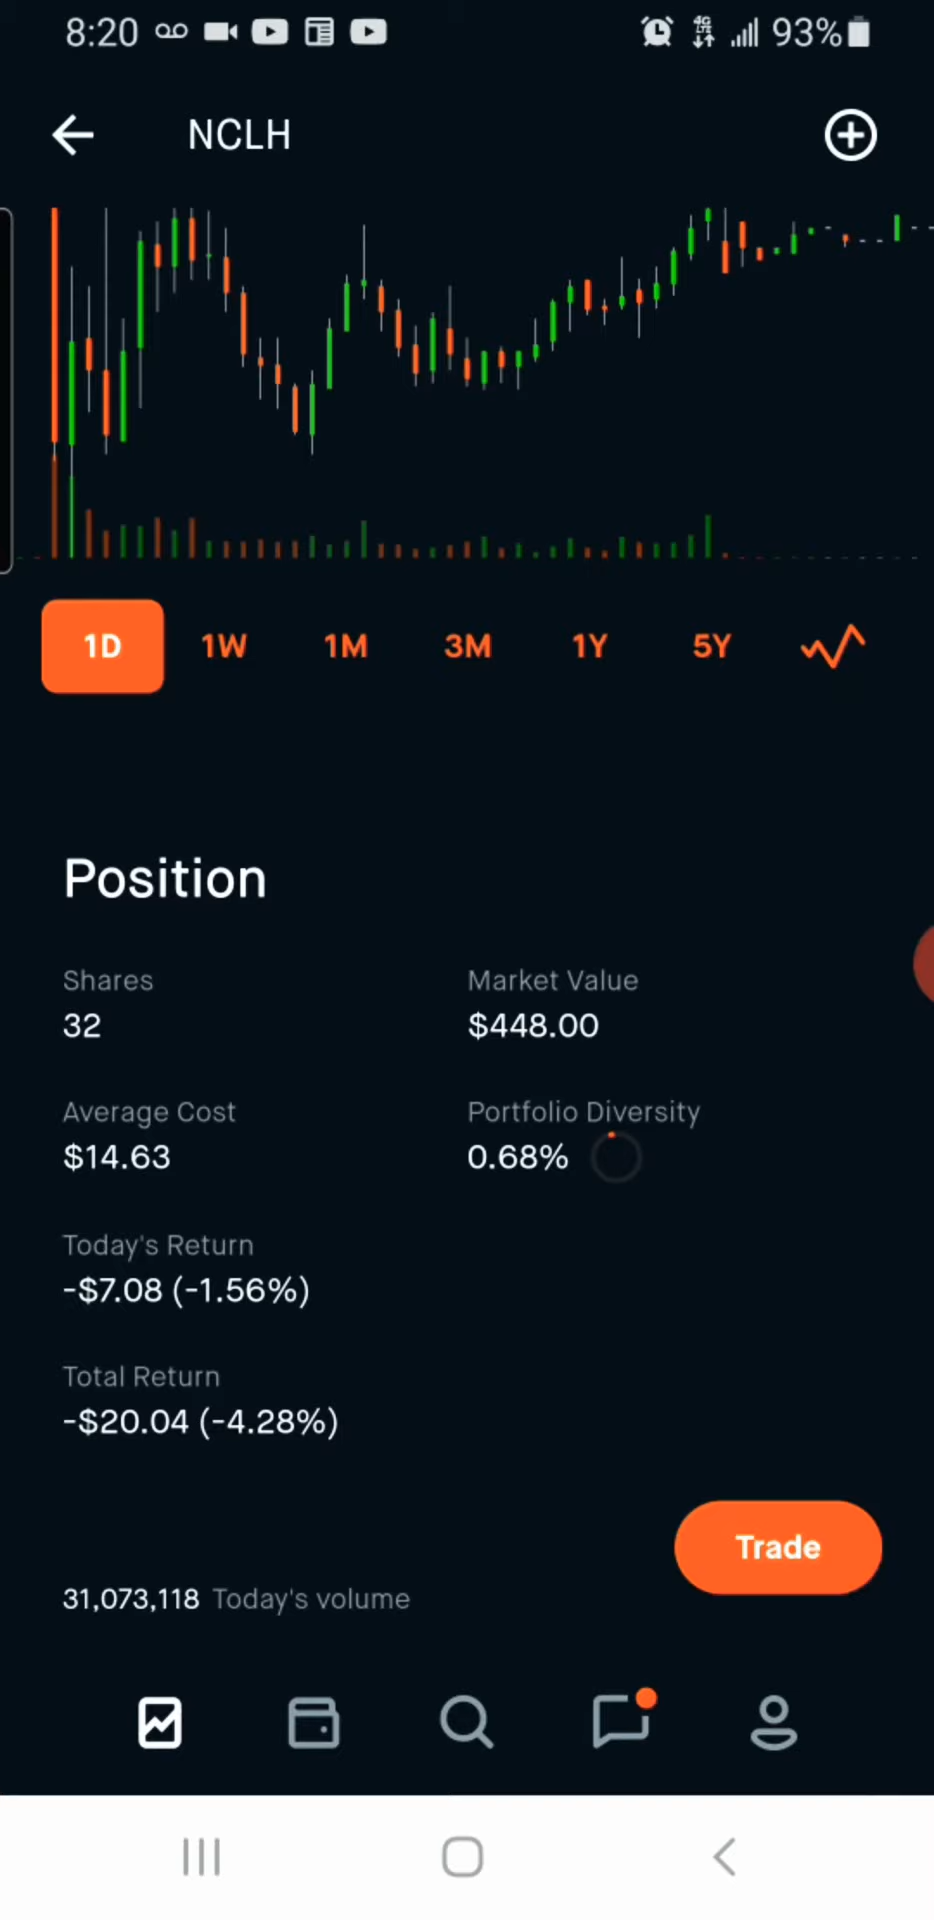 8:20 4G LTE 93%
NCLH
1D 1W 1M 3M 1Y 5Y
Position
Shares Market Value
32 $448.00
Average Cost Portfolio Diversity
$14.63 0.68%
Today's Return
-$7.08 (-1.56%)
Total Return
-$20.04 (-4.28%)
Trade
31,073,118 Today's volume